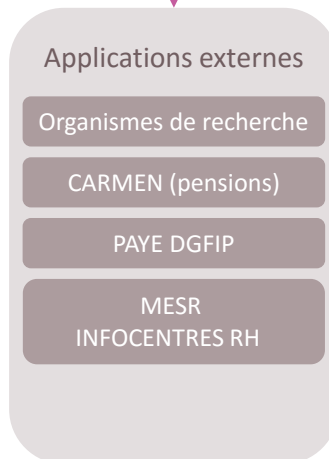 Applications externes
Organismes de recherche
CARMEN (pensions)
PAYE DGFIP
MESR
INFOCENTRES RH